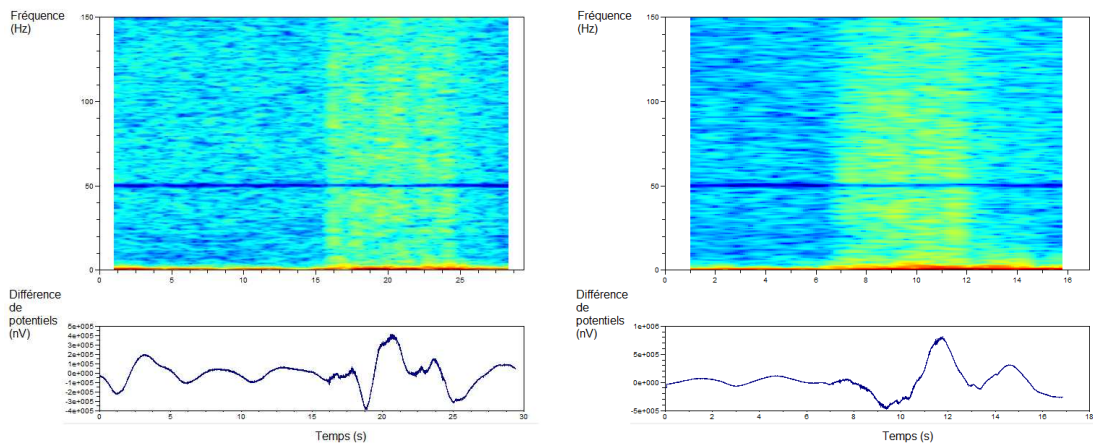 Fréquence
(Hz)
150
100
50
0
0
5
10
15
20
25
Différence
de
potentiels
(nV)
5e+005
4e+005
3e+005
2e+005
1e+005
0e+000
-1e+005
-2e+005
-3e+005
-4e+005
0
5
10
15
20
25
30
Temps (s)
Fréquence
(Hz)
150
100
50
0
0
2
4
6
8
10
12
14
16
Différence
de
potentiels
(nV)
1e+006
5e+005
0e+000
-5e+005
0
2
4
6
8
10
12
14
16
18
Temps (s)